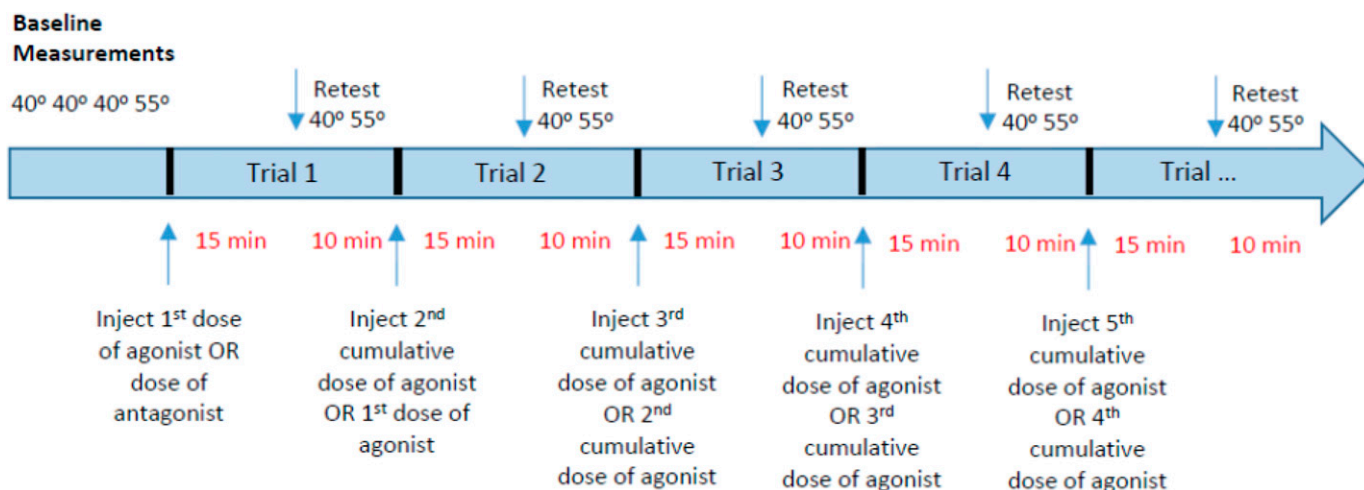 Baseline
Measurements
40º 40º 40º 55º
Retest
40º 55º
Retest
40º 55º
Retest
40º 55º
Retest
40º 55º
Retest
40º 55º
Trial 1
Trial 2
Trial 3
Trial 4
Trial ...
15 min
10 min
15 min
10 min
15 min
10 min
15 min
10 min
15 min
10 min
Inject 1st dose
of agonist OR
dose of
antagonist
Inject 2nd
cumulative
dose of agonist
OR 1st dose of
agonist
Inject 3rd
cumulative
dose of agonist
OR 2nd
cumulative
dose of agonist
Inject 4th
cumulative
dose of agonist
OR 3rd
cumulative
dose of agonist
Inject 5th
cumulative
dose of agonist
OR 4th
cumulative
dose of agonist